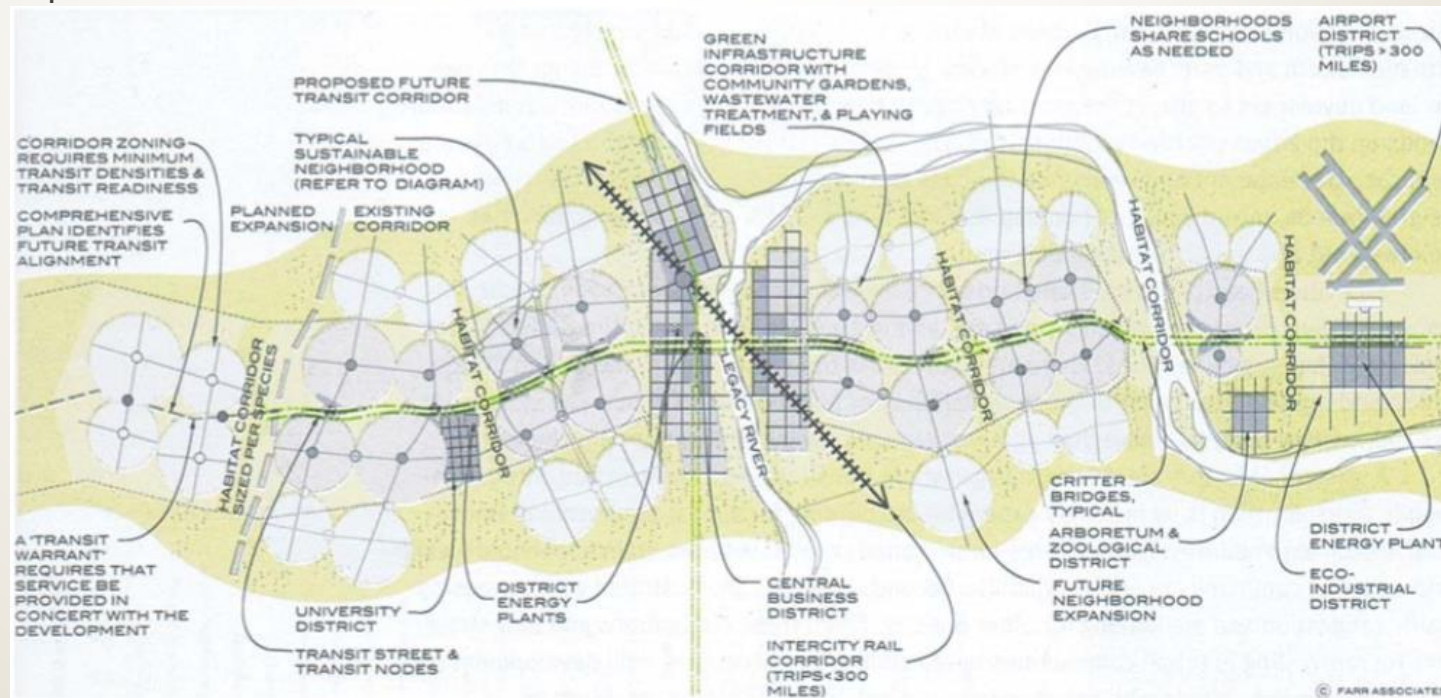 NEIGHBORHOODS
SHARE SCHOOLS
AS NEEDED
AIRPORT
DISTRICT
(TRIPS > 300
MILES)
GREEN
INFRASTRUCTURE
CORRIDOR WITH
COMMUNITY GARDENS,
WASTEWATER
TREATMENT, & PLAYING
FIELDS
PROPOSED FUTURE
TRANSIT CORRIDOR
TYPICAL
SUSTAINABLE
NEIGHBORHOOD
(REFER TO DIAGRAM)
CORRIDOR ZONING
REQUIRES MINIMUM
TRANSIT DENSITIES &
TRANSIT READINESS
COMPREHENSIVE
PLAN IDENTIFIES
FUTURE TRANSIT
ALIGNMENT
PLANNED
EXPANSION
EXISTING
CORRIDOR
HABITAT CORRIDOR
SIZED PER SPECIES
HABITAT CORRIDOR
LEGACY RIVER
HABITAT CORRIDOR
HABITAT CORRIDOR
HABITAT CORRIDOR
A 'TRANSIT
WARRANT'
REQUIRES THAT
SERVICE BE
PROVIDED IN
CONCERT WITH THE
DEVELOPMENT
UNIVERSITY
DISTRICT
TRANSIT STREET &
TRANSIT NODES
DISTRICT
ENERGY
PLANTS
CENTRAL
BUSINESS
DISTRICT
INTERCITY RAIL
CORRIDOR
(TRIPS<300
MILES)
CRITTER
BRIDGES,
TYPICAL
ARBORETUM &
ZOOLOGICAL
DISTRICT
FUTURE
NEIGHBORHOOD
EXPANSION
DISTRICT
ENERGY PLANT
ECO-
INDUSTRIAL
DISTRICT
© FARR ASSOCIATES